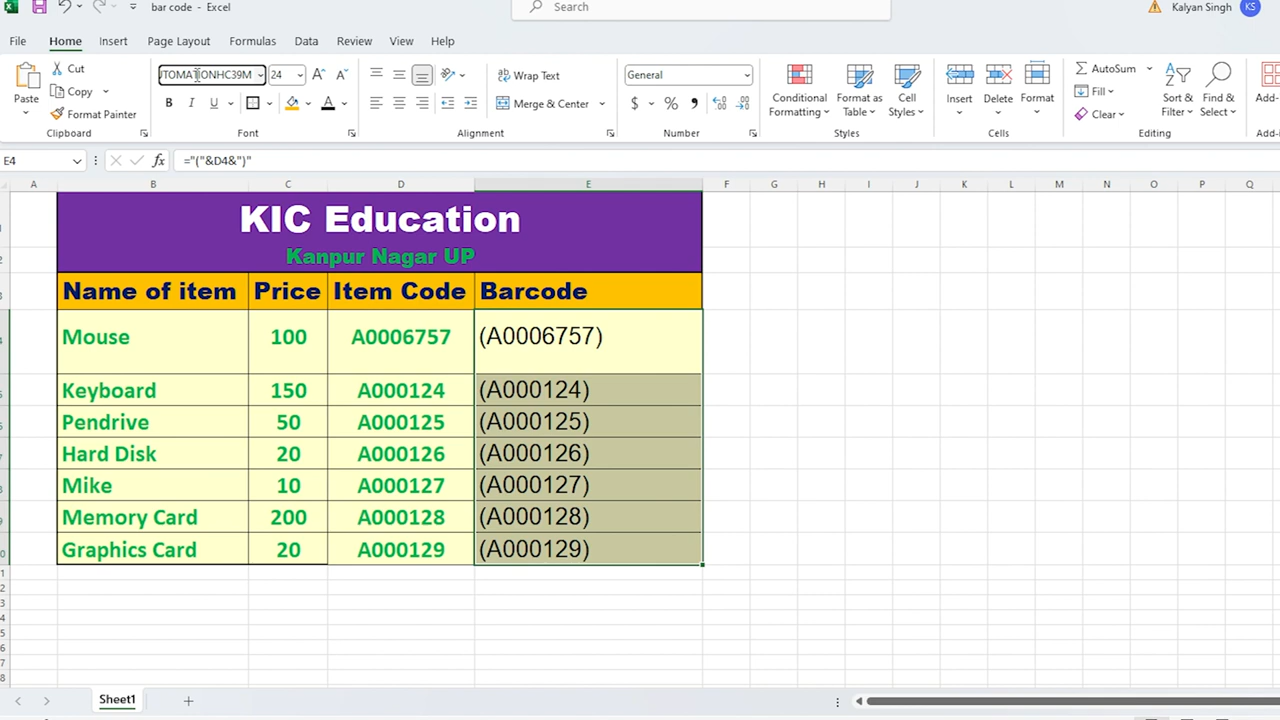 bar code - Excel
Search
Kalyan Singh
KS
File Home Insert Page Layout Formulas Data Review View Help
Paste
Cut
Copy
Format Painter
Clipboard
24
B I U
A
Font
Wrap Text
Merge & Center
Alignment
General
$ %
Number
Conditional Formatting
Format as Table
Cell Styles
Styles
Insert
Delete
Format
Cells
AutoSum
Fill
Clear
Sort & Filter
Find & Select
Editing
E4
fx
="("&D4&")"
A B C D E F G H I J K L M N O P Q
KIC Education
Kanpur Nagar UP
Name of item Price Item Code Barcode
Mouse 100 A0006757 (A0006757)
Keyboard 150 A000124 (A000124)
Pendrive 50 A000125 (A000125)
Hard Disk 20 A000126 (A000126)
Mike 10 A000127 (A000127)
Memory Card 200 A000128 (A000128)
Graphics Card 20 A000129 (A000129)
Sheet1